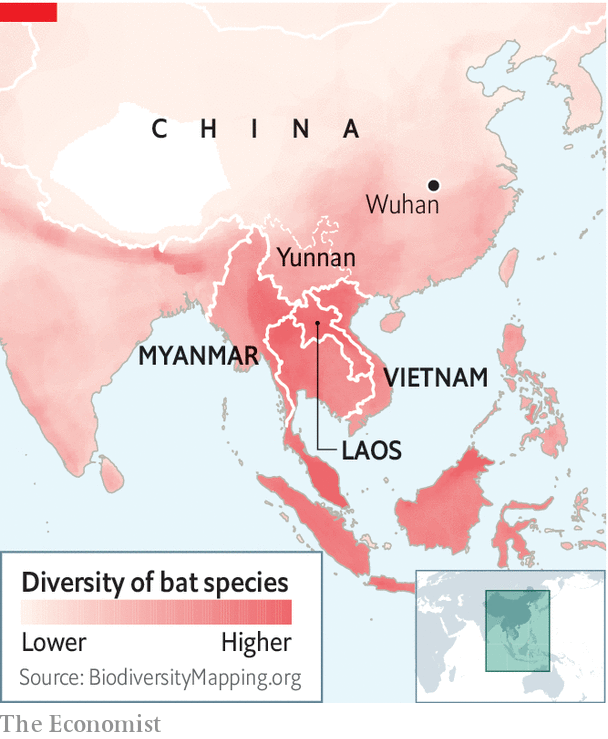 CHINA
Wuhan
Yunnan
MYANMAR
VIETNAM
LAOS
Diversity of bat species
Lower Higher
Source: BiodiversityMapping.org
The Economist